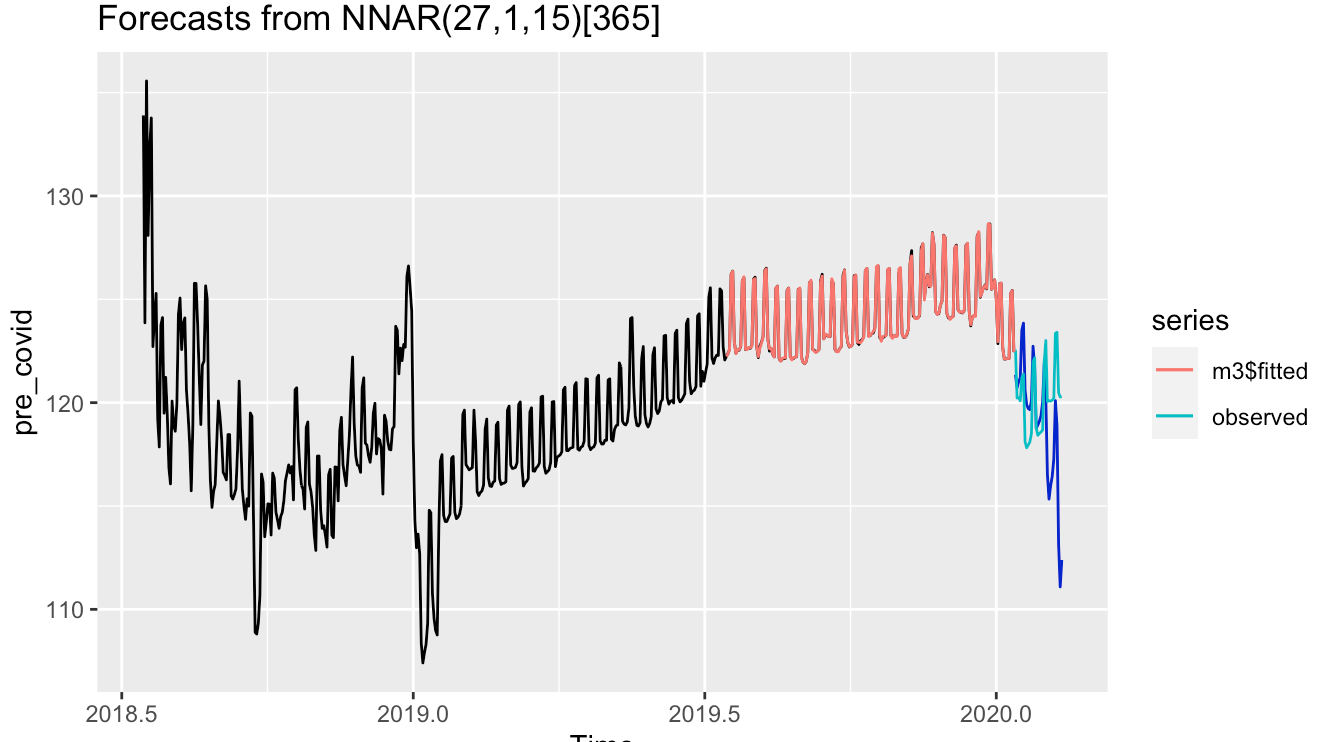 Forecasts from NNAR(27,1,15)[365]
pre_covid
130
120
110
2018.5
2019.0
2019.5
2020.0
Time
series
m3$fitted
observed